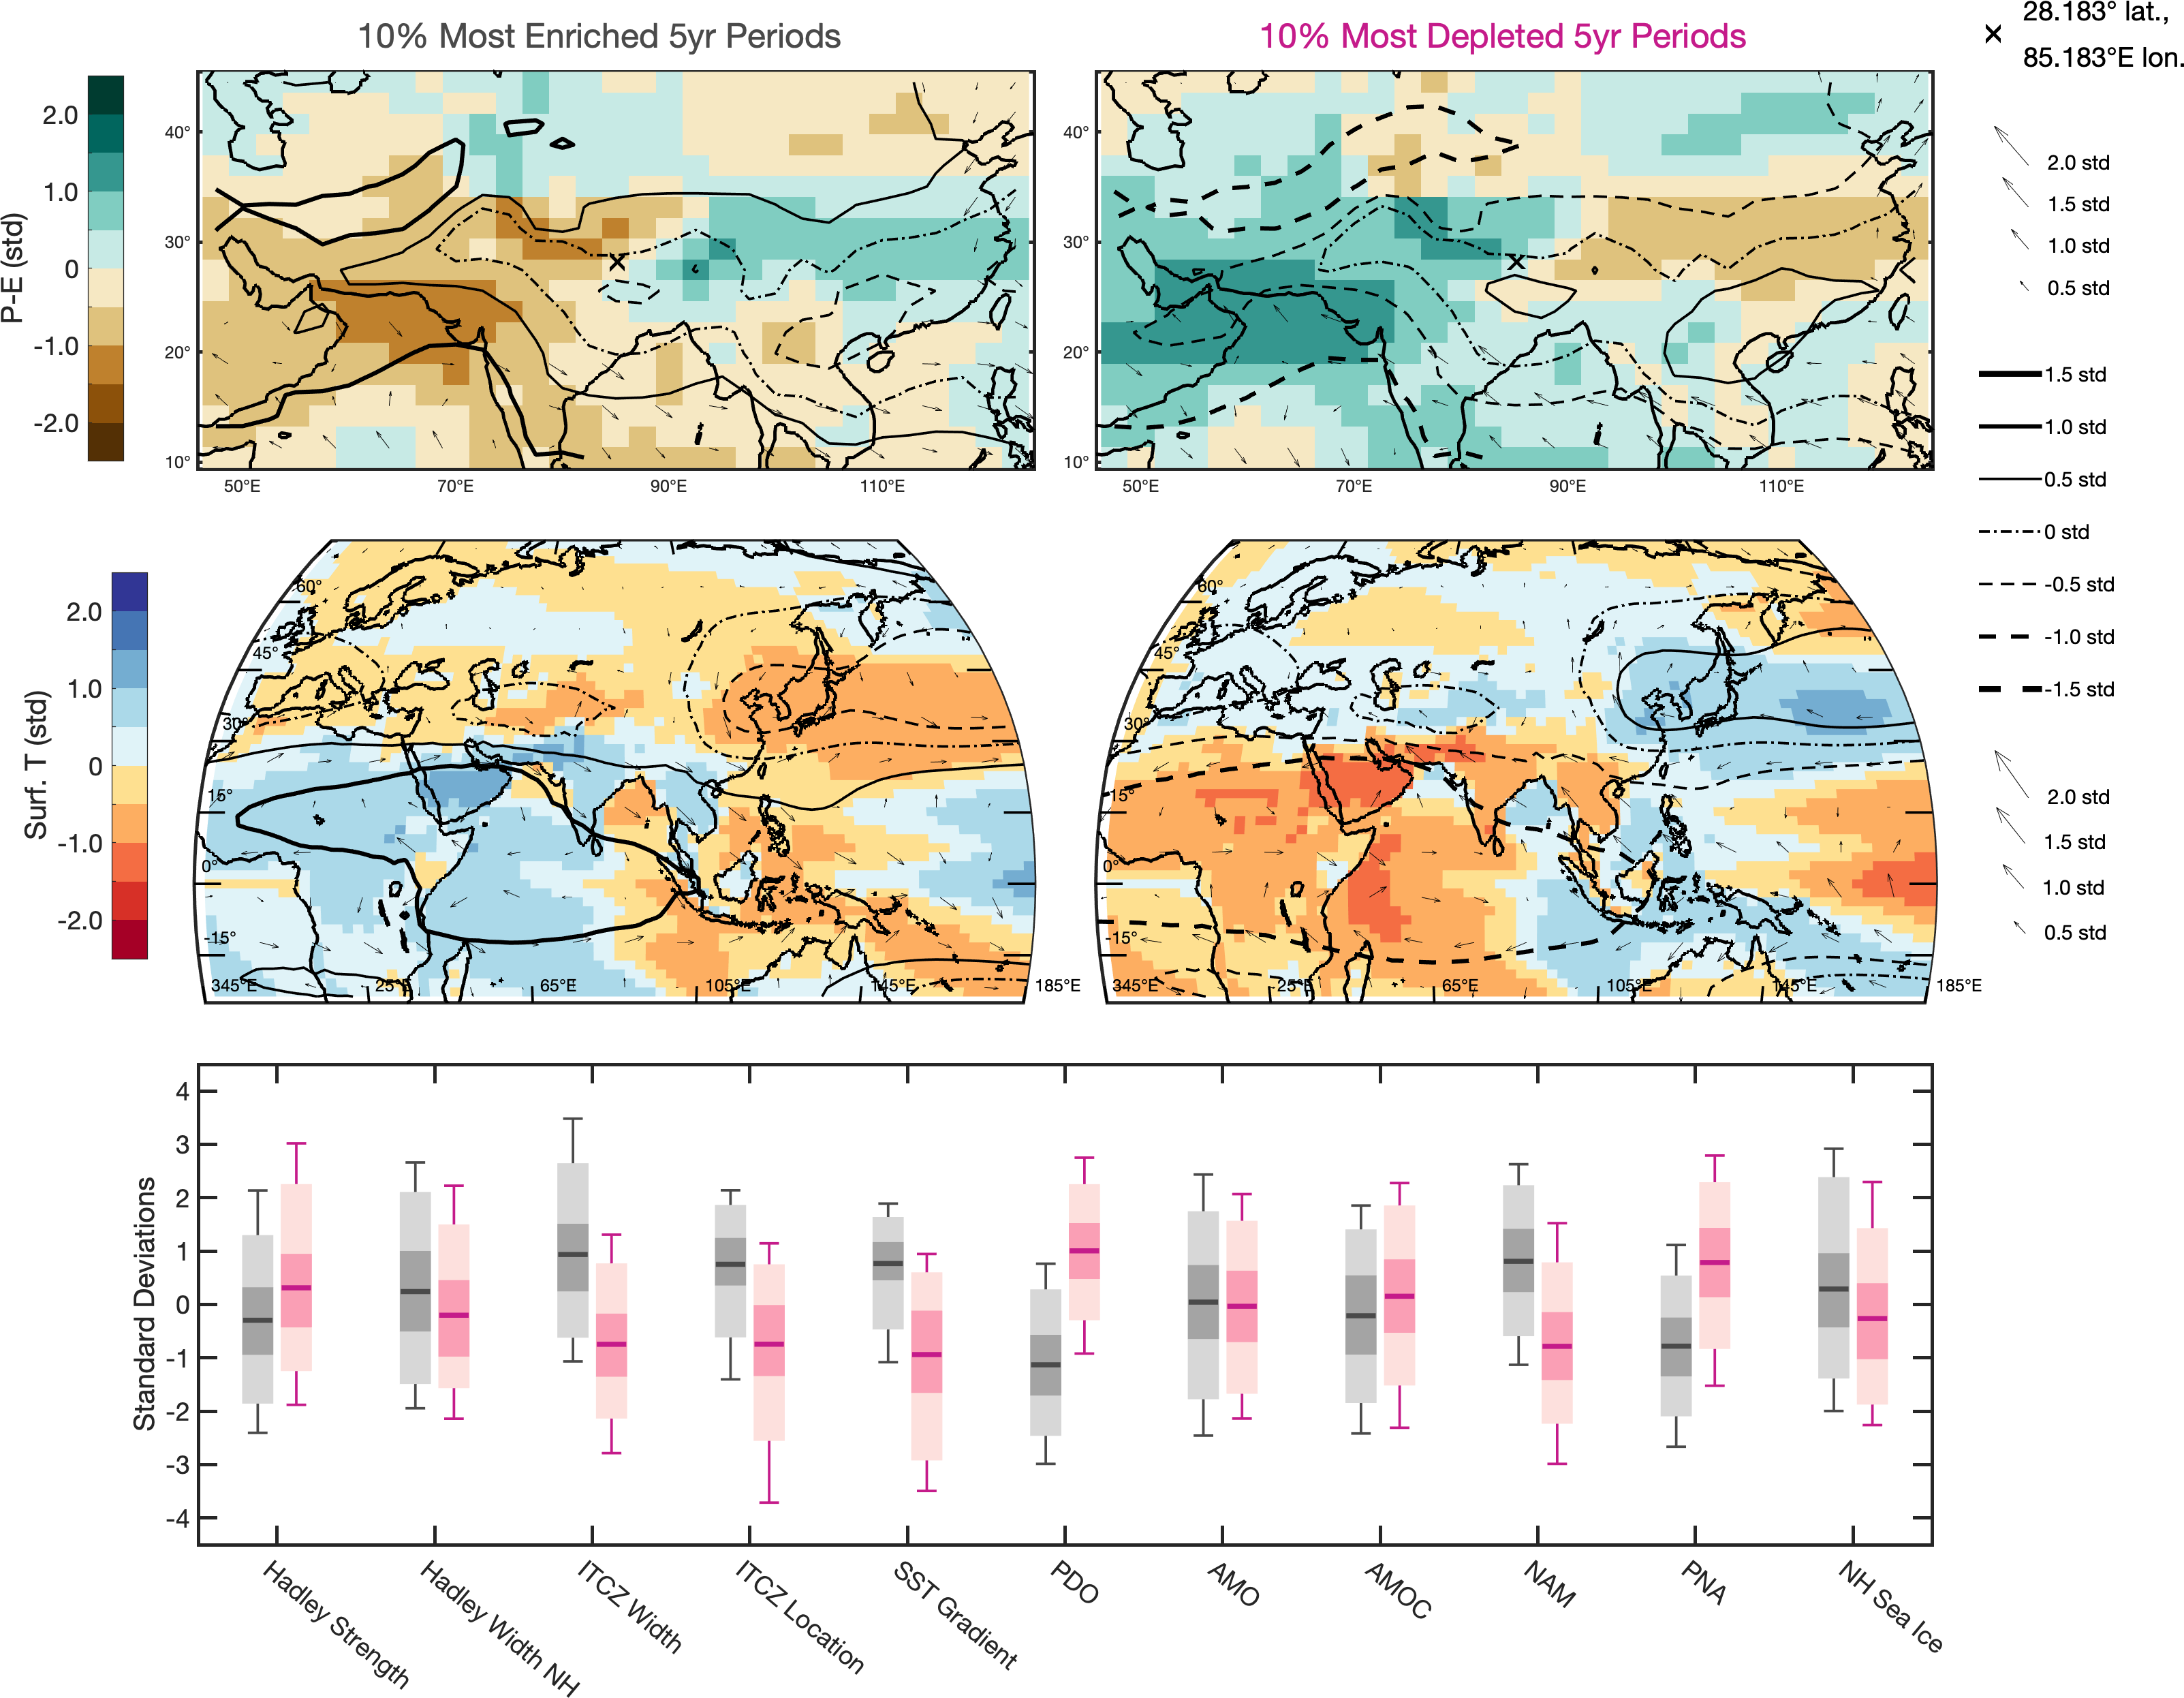 10% Most Enriched 5yr Periods
10% Most Depleted 5yr Periods
28.183° lat.,
85.183°E lon.
P-E (std)
2.0
1.0
0
-1.0
-2.0
40°
30°
20°
10°
50°E
70°E
90°E
110°E
40°
30°
20°
10°
50°E
70°E
90°E
110°E
2.0 std
1.5 std
1.0 std
0.5 std
1.5 std
1.0 std
0.5 std
0 std
-0.5 std
-1.0 std
-1.5 std
Surf. T (std)
2.0
1.0
0
-1.0
-2.0
60°
45°
30°
15°
0°
-15°
345°E
25°E
65°E
105°E
145°E
185°E
60°
45°
30°
15°
0°
-15°
345°E
25°E
65°E
105°E
145°E
185°E
2.0 std
1.5 std
1.0 std
0.5 std
Standard Deviations
4
3
2
1
0
-1
-2
-3
-4
Hadley Strength
Hadley Width NH
ITCZ Width
ITCZ Location
SST Gradient
PDO
AMO
AMOC
NAM
PNA
NH Sea Ice